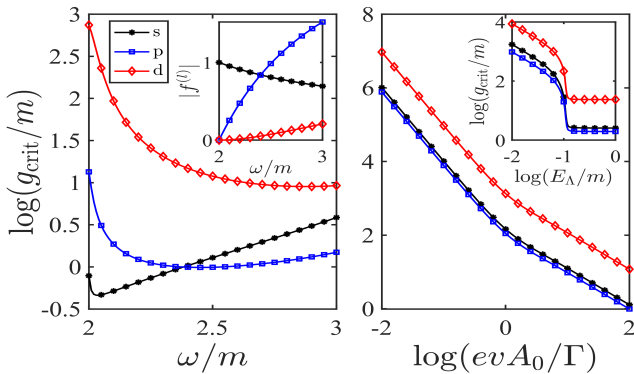 3
2.5
2
1.5
1
0.5
0
-0.5
log(g_crit/m)
s
p
d
2
2.5
3
ω/m
1
0
|f^(l)|
2
3
ω/m
8
6
4
2
0
-2
0
2
log(evA_0/Γ)
4
2
0
log(g_crit/m)
-2
-1
0
log(E_Λ/m)